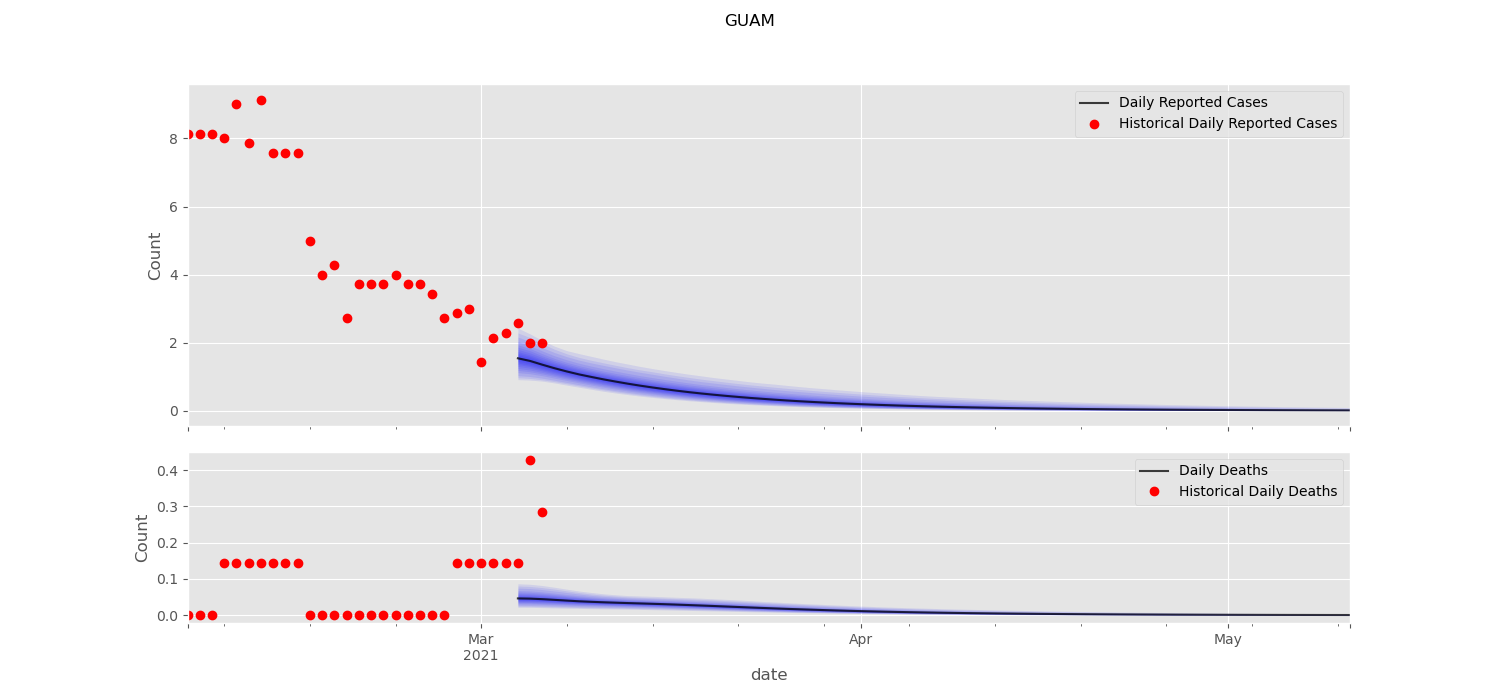 GUAM
Daily Reported Cases
Historical Daily Reported Cases
8
6
4
2
0
Count
Daily Deaths
Historical Daily Deaths
0.4
0.3
0.2
0.1
0.0
Count
Mar
2021
Apr
May
date